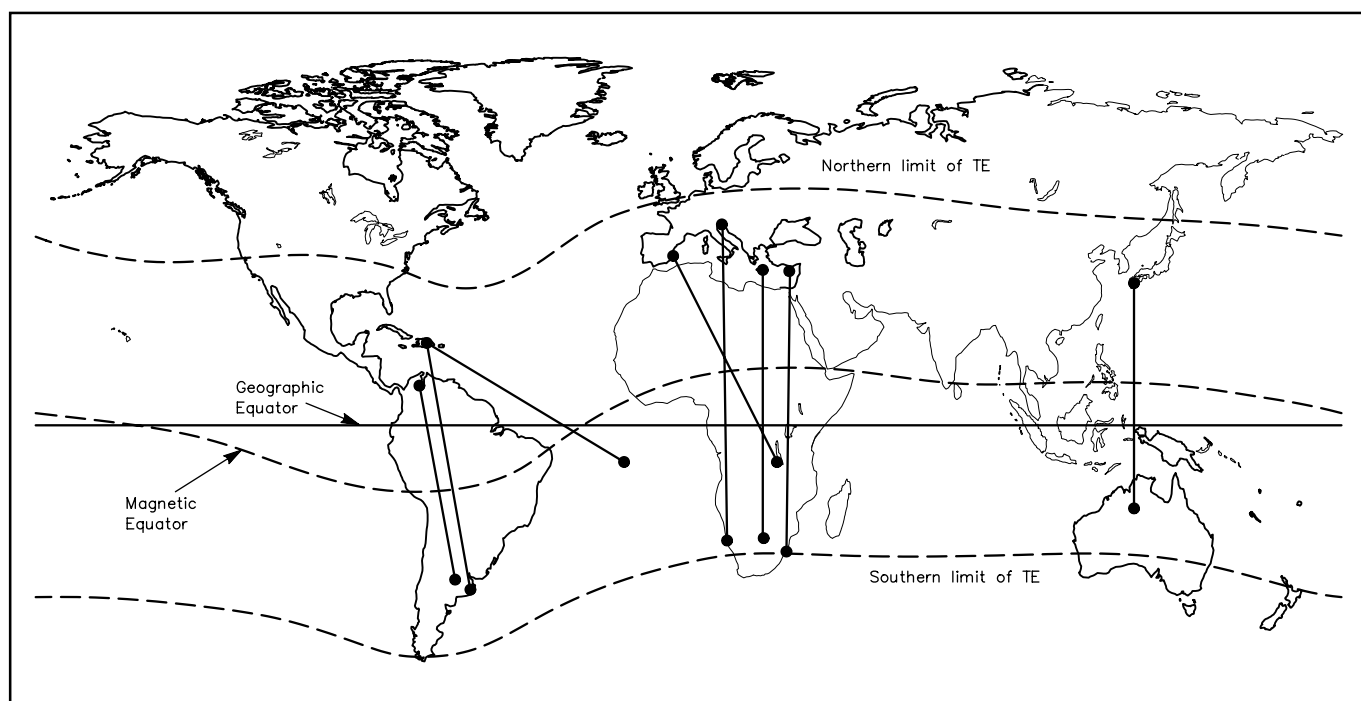 Northern limit of TE
Geographic
Equator
Magnetic
Equator
Southern limit of TE